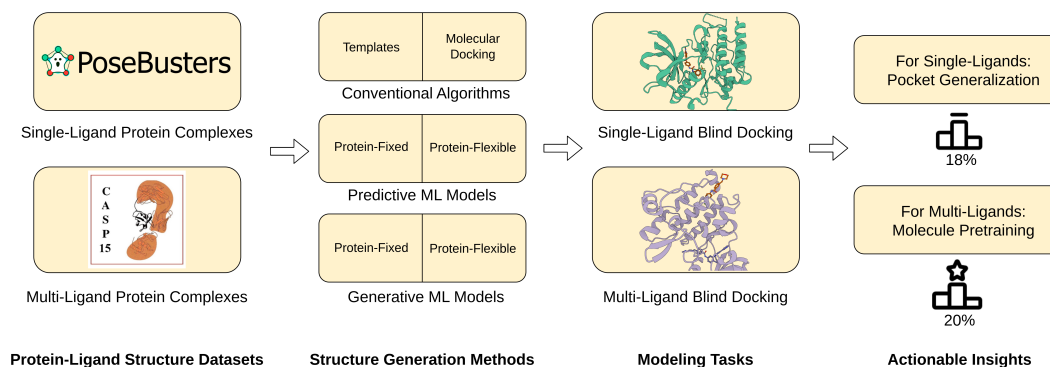 PoseBusters
Single-Ligand Protein Complexes
C
A
S
P
15
Multi-Ligand Protein Complexes
Protein-Ligand Structure Datasets
Templates
Molecular
Docking
Conventional Algorithms
Protein-Fixed
Protein-Flexible
Predictive ML Models
Protein-Fixed
Protein-Flexible
Generative ML Models
Structure Generation Methods
Single-Ligand Blind Docking
Multi-Ligand Blind Docking
Modeling Tasks
For Single-Ligands:
Pocket Generalization
18%
For Multi-Ligands:
Molecule Pretraining
20%
Actionable Insights